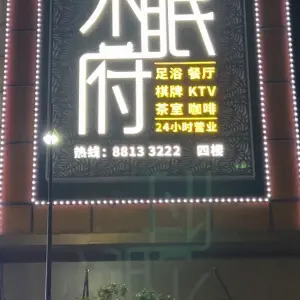 不眠
府
足浴 餐厅
棋牌 KTV
茶室 咖啡
24小时营业
热线：8813 3222 四楼